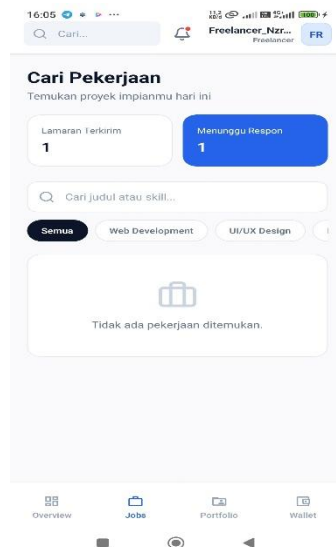 16:05
Cari...
Freelancer_Nzr...
Freelancer
FR
Cari Pekerjaan
Temukan proyek impianmu hari ini
Lamaran Terkirim
1
Menunggu Respon
1
Cari judul atau skill...
Semua
Web Development
UI/UX Design
Tidak ada pekerjaan ditemukan.
Overview
Jobs
Portfolio
Wallet